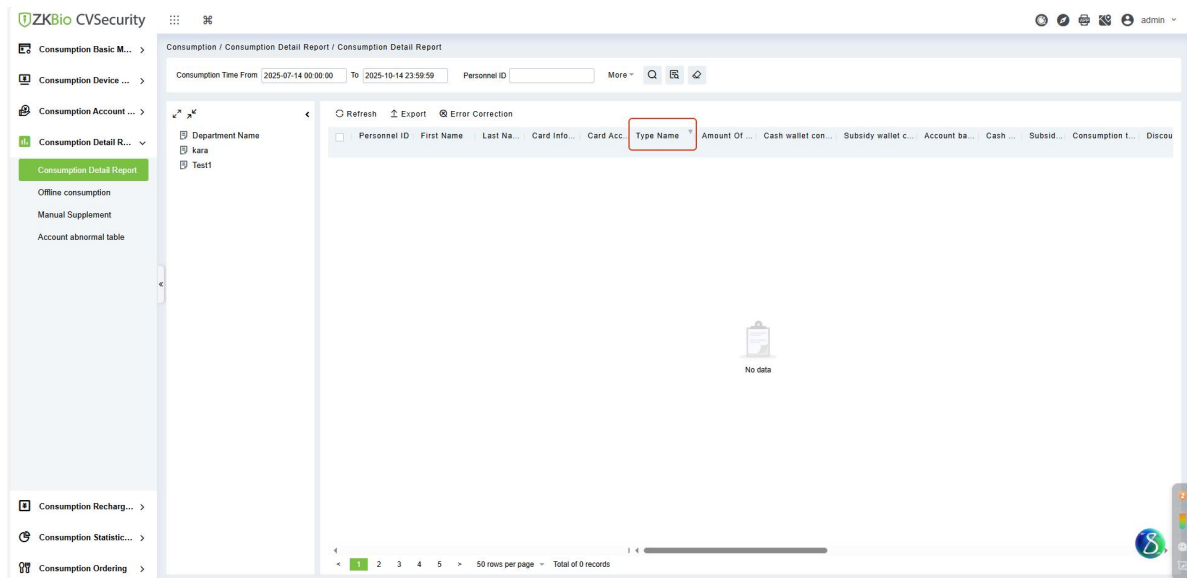 ZKBio CVSecurity
admin
Consumption Basic M...
Consumption Device ...
Consumption Account ...
Consumption Detail R...
Consumption Detail Report
Offline consumption
Manual Supplement
Account abnormal table
Consumption Recharg...
Consumption Statistic...
Consumption Ordering
Consumption / Consumption Detail Report / Consumption Detail Report
Consumption Time From 2025-07-14 00:00:00 To 2025-10-14 23:59:59 Personnel ID More
Department Name
kara
Test1
Refresh Export Error Correction
Personnel ID First Name Last Na... Card Info... Card Acc... Type Name Amount Of ... Cash wallet con... Subsidy wallet c... Account ba... Cash ... Subsid... Consumption t... Discou
No data
< 1 2 3 4 5 > 50 rows per page Total of 0 records